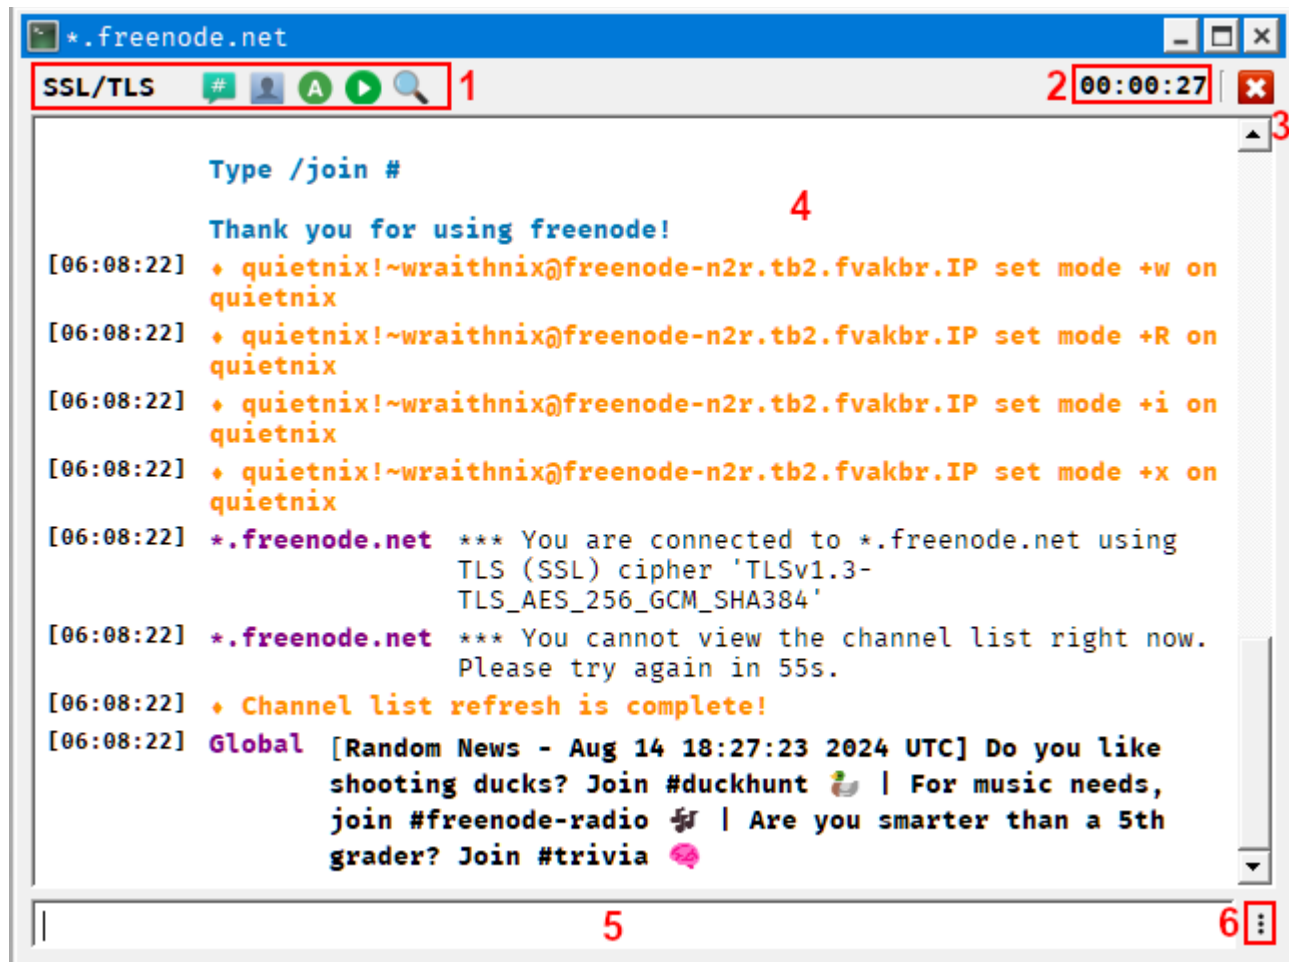 *.freenode.net
SSL/TLS # A 1 2 00:00:27
3
Type /join #
4
Thank you for using freenode!
[06:08:22] ♦ quietnix!~wraithnix@freenode-n2r.tb2.fvakbr.IP set mode +w on
quietnix
[06:08:22] ♦ quietnix!~wraithnix@freenode-n2r.tb2.fvakbr.IP set mode +R on
quietnix
[06:08:22] ♦ quietnix!~wraithnix@freenode-n2r.tb2.fvakbr.IP set mode +i on
quietnix
[06:08:22] ♦ quietnix!~wraithnix@freenode-n2r.tb2.fvakbr.IP set mode +x on
quietnix
[06:08:22] *.freenode.net *** You are connected to *.freenode.net using
TLS (SSL) cipher 'TLSv1.3-
TLS_AES_256_GCM_SHA384'
[06:08:22] *.freenode.net *** You cannot view the channel list right now.
Please try again in 55s.
[06:08:22] ♦ Channel list refresh is complete!
[06:08:22] Global [Random News - Aug 14 18:27:23 2024 UTC] Do you like
shooting ducks? Join #duckhunt 🦆 | For music needs,
join #freenode-radio 🎶 | Are you smarter than a 5th
grader? Join #trivia 🧠
5 6